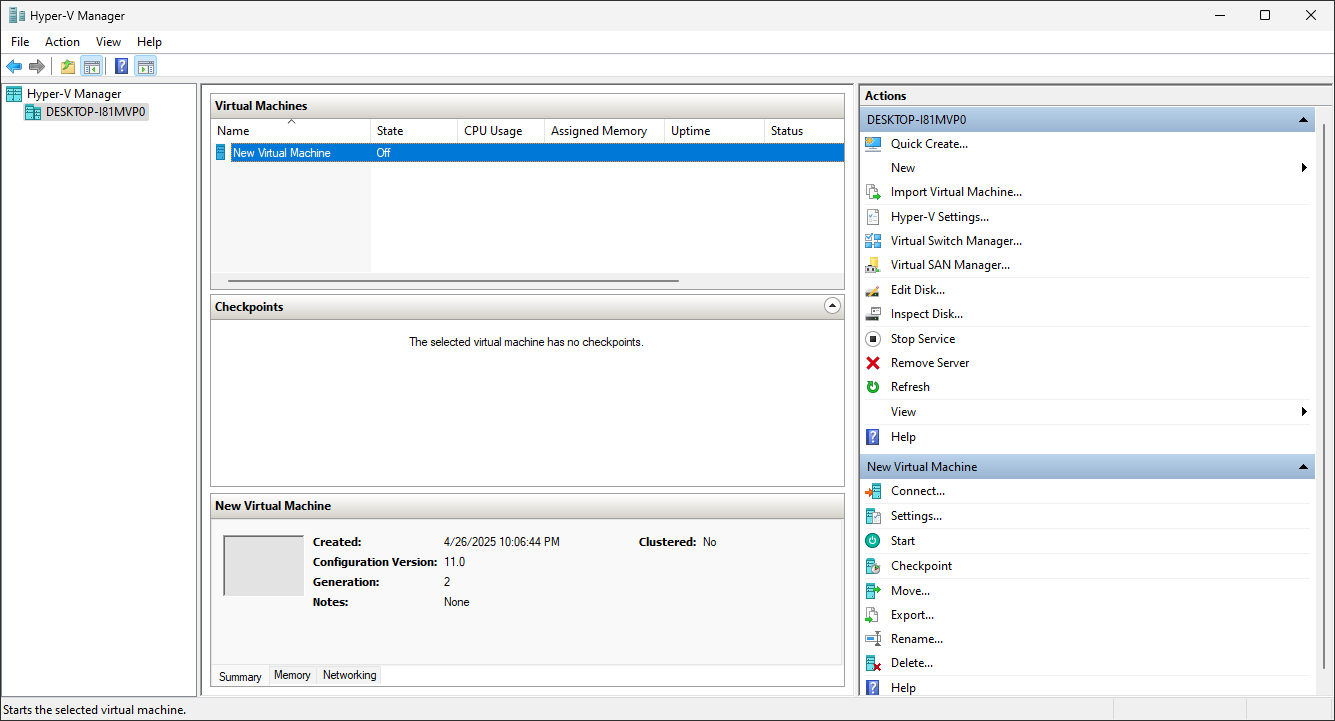 Hyper-V Manager
File Action View Help
Hyper-V Manager
DESKTOP-I81MVP0
Virtual Machines
Name State CPU Usage Assigned Memory Uptime Status
New Virtual Machine Off
Checkpoints
The selected virtual machine has no checkpoints.
New Virtual Machine
Created: 4/26/2025 10:06:44 PM Clustered: No
Configuration Version: 11.0
Generation: 2
Notes: None
Summary Memory Networking
Actions
DESKTOP-I81MVP0
Quick Create...
New
Import Virtual Machine...
Hyper-V Settings...
Virtual Switch Manager...
Virtual SAN Manager...
Edit Disk...
Inspect Disk...
Stop Service
Remove Server
Refresh
View
Help
New Virtual Machine
Connect...
Settings...
Start
Checkpoint
Move...
Export...
Rename...
Delete...
Help
Starts the selected virtual machine.